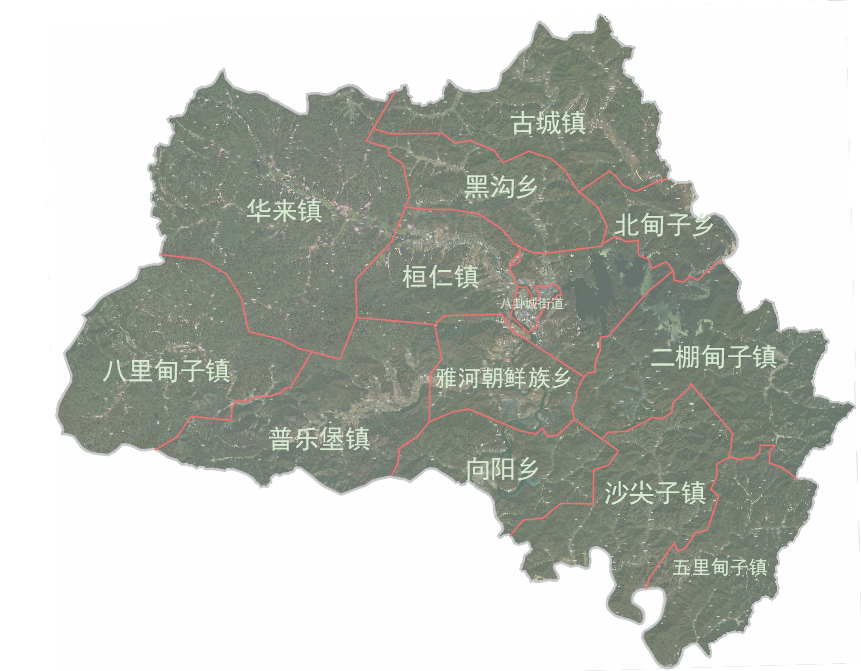 古城镇
黑沟乡
华来镇
北甸子乡
桓仁镇
八卦城街道
二棚甸子镇
八里甸子镇
雅河朝鲜族乡
普乐堡镇
向阳乡
沙尖子镇
五里甸子镇